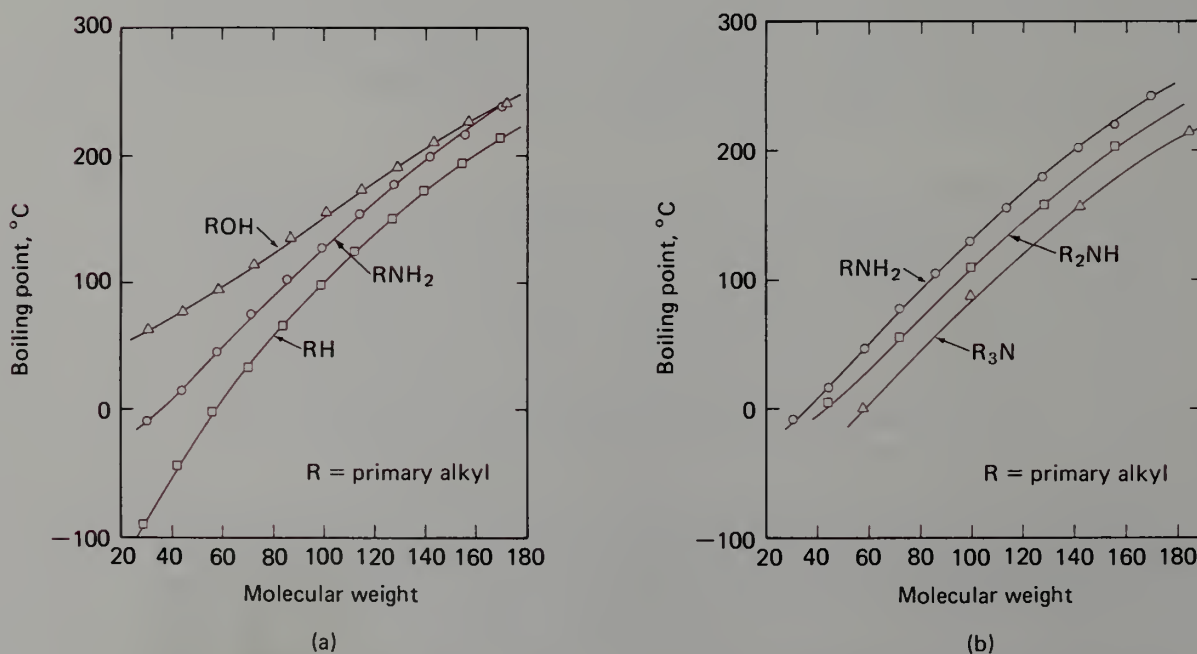 300
200
100
0
−100
20 40 60 80 100 120 140 160 180
Boiling point, °C
Molecular weight
ROH
RNH₂
RH
R = primary alkyl
(a)
300
200
100
0
−100
20 40 60 80 100 120 140 160 180
Boiling point, °C
Molecular weight
RNH₂
R₂NH
R₃N
R = primary alkyl
(b)